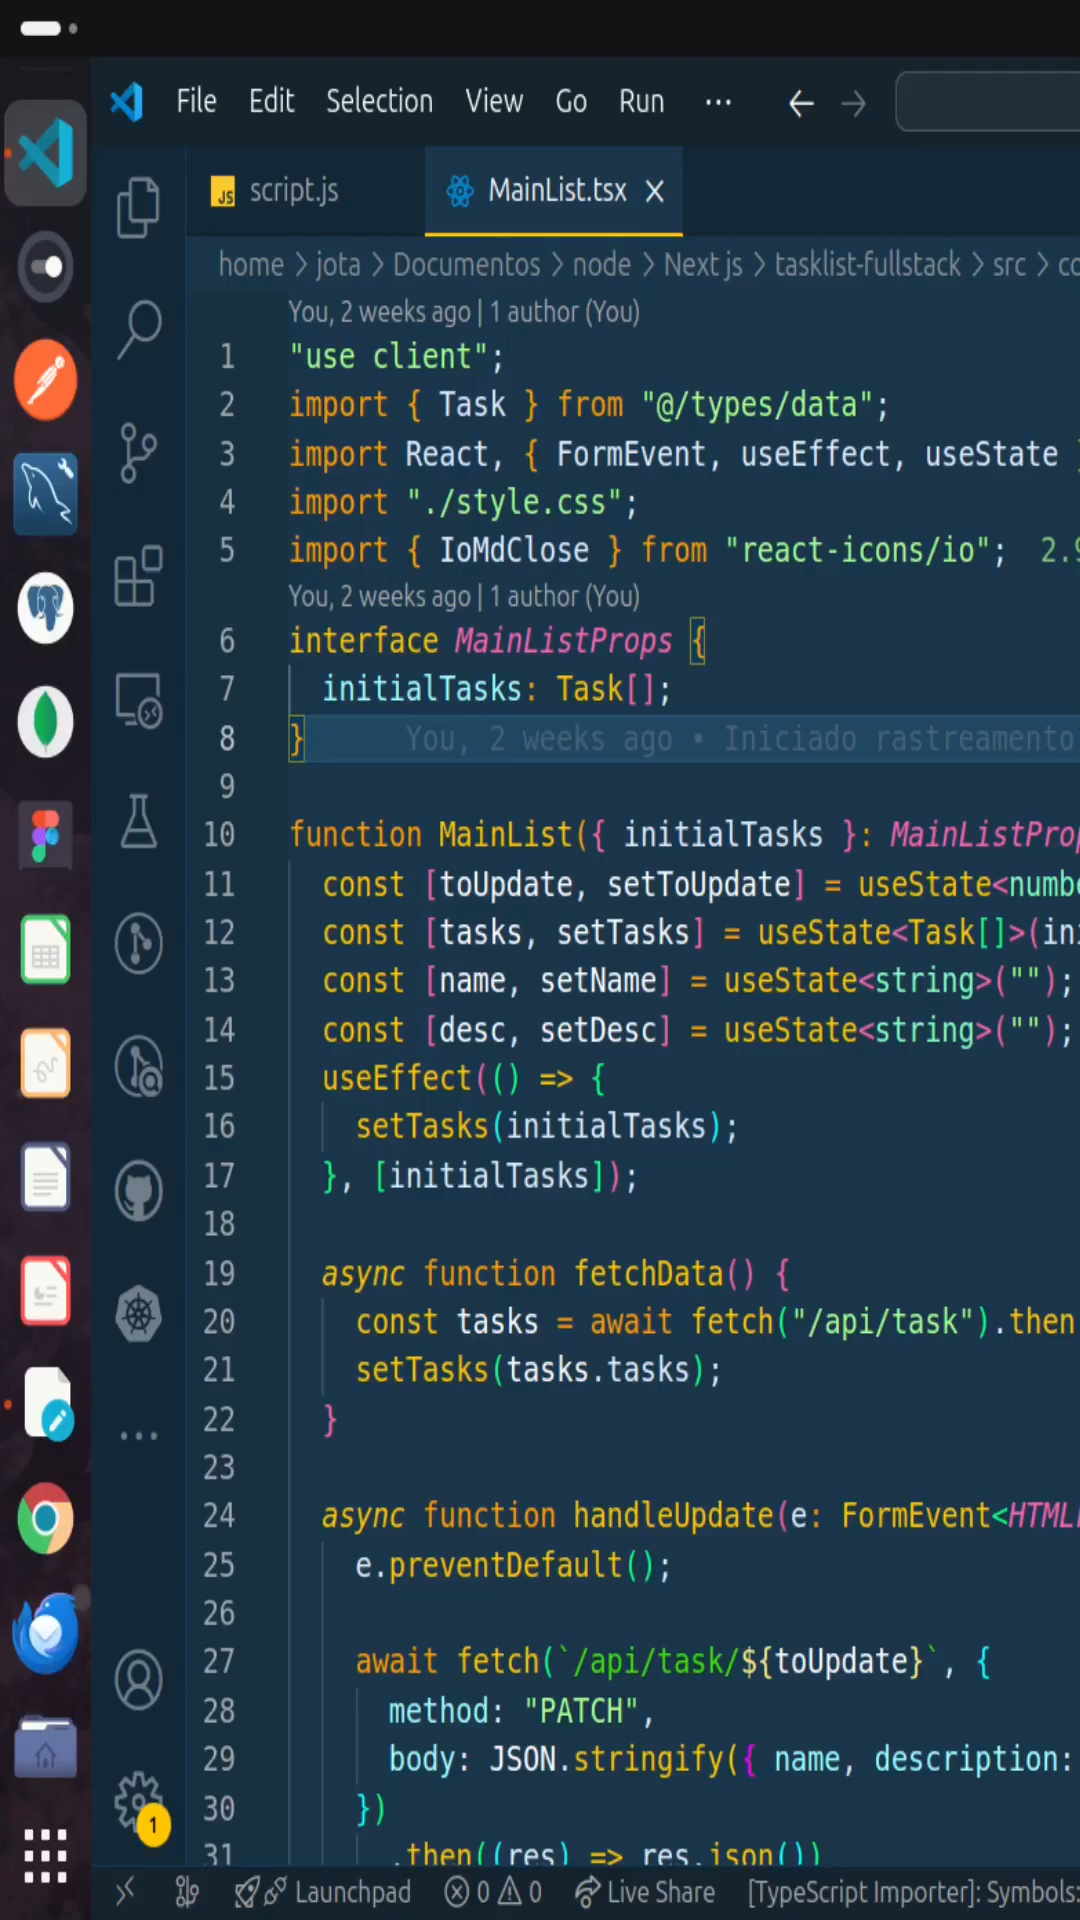 File Edit Selection View Go Run ...
JS script.js MainList.tsx
home > jota > Documentos > node > Next js > tasklist-fullstack > src > co
You, 2 weeks ago | 1 author (You)
1 "use client";
2 import { Task } from "@/types/data";
3 import React, { FormEvent, useEffect, useState }
4 import "./style.css";
5 import { IoMdClose } from "react-icons/io"; 2.9
You, 2 weeks ago | 1 author (You)
6 interface MainListProps {
7 initialTasks: Task[];
8 } You, 2 weeks ago • Iniciado rastreamento
9
10 function MainList({ initialTasks }: MainListProp
11 const [toUpdate, setToUpdate] = useState<numbe
12 const [tasks, setTasks] = useState<Task[]>(ini
13 const [name, setName] = useState<string>("");
14 const [desc, setDesc] = useState<string>("");
15 useEffect(() => {
16 setTasks(initialTasks);
17 }, [initialTasks]);
18
19 async function fetchData() {
20 const tasks = await fetch("/api/task").then
21 setTasks(tasks.tasks);
22 }
23
24 async function handleUpdate(e: FormEvent<HTML
25 e.preventDefault();
26
27 await fetch(`/api/task/${toUpdate}`, {
28 method: "PATCH",
29 body: JSON.stringify({ name, description:
30 })
31 .then((res) => res.json())
1
Launchpad 0 0 Live Share [TypeScript Importer]: Symbols: